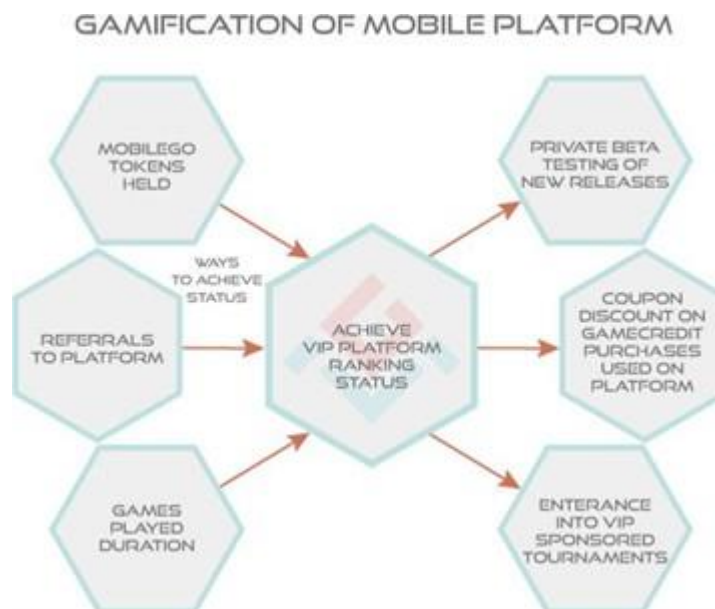 GAMIFICATION OF MOBILE PLATFORM
MOBILEGO
TOKENS
HELD
WAYS
TO ACHIEVE
STATUS
REFERRALS
TO PLATFORM
GAMES
PLAYED
DURATION
ACHIEVE
VIP PLATFORM
RANKING
STATUS
PRIVATE BETA
TESTING OF
NEW RELEASES
COUPON
DISCOUNT ON
GAMECREDIT
PURCHASES
USED ON
PLATFORM
ENTERANCE
INTO VIP
SPONSORED
TOURNAMENTS